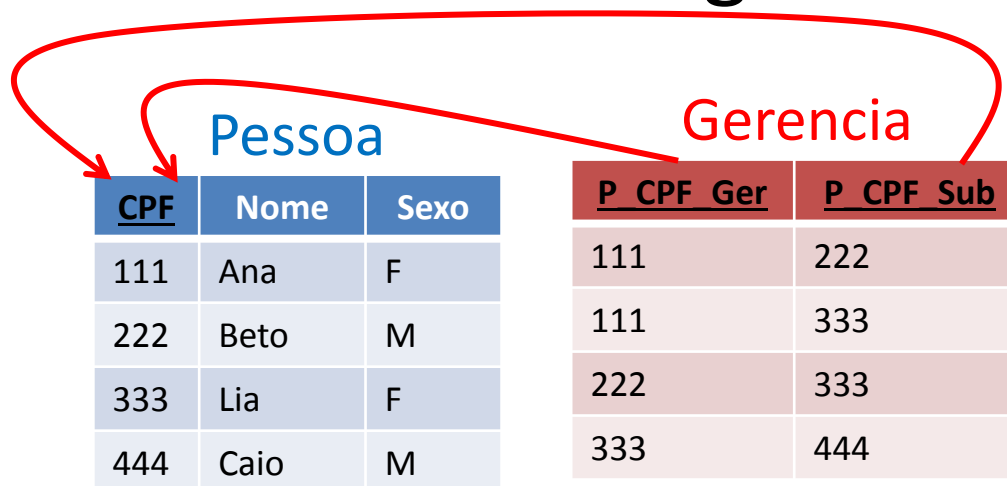 g
Pessoa
CPF Nome Sexo
111 Ana F
222 Beto M
333 Lia F
444 Caio M
Gerencia
P_CPF_Ger P_CPF_Sub
111 222
111 333
222 333
333 444